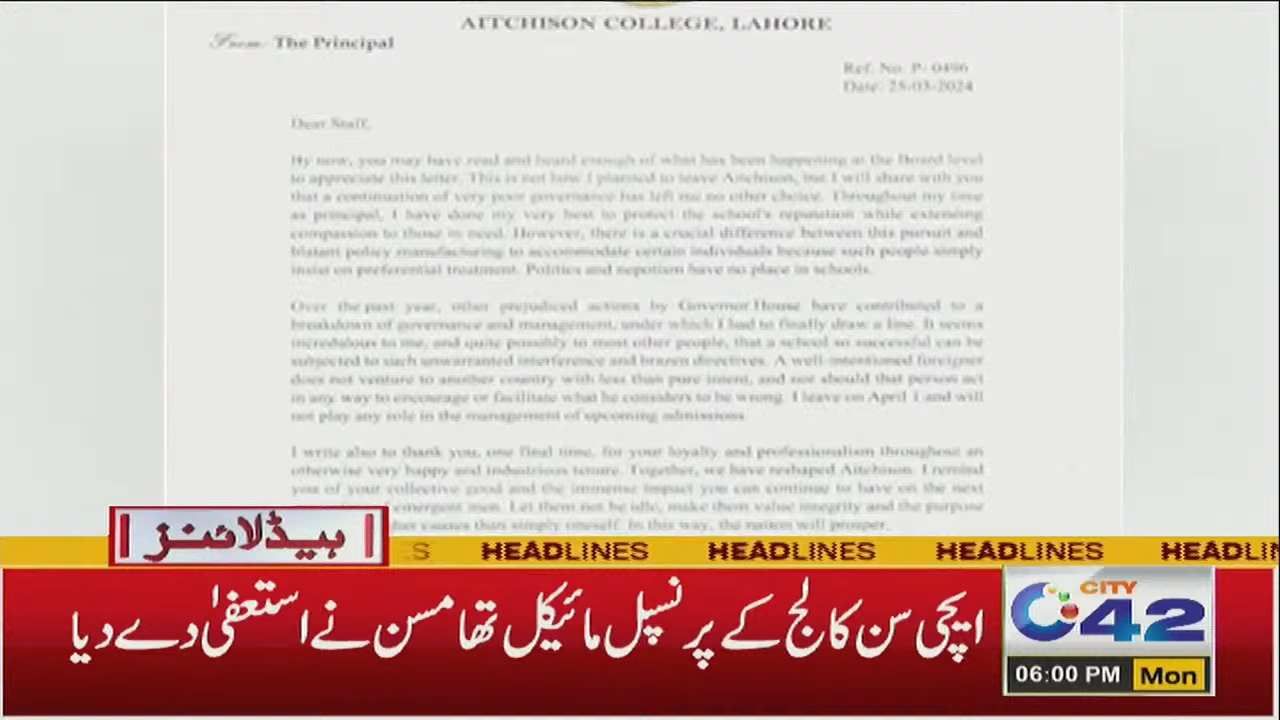 AITCHISON COLLEGE, LAHORE
From: The Principal
Ref. No. P- 0496
Date: 25-03-2024
Dear Staff,
By now, you may have read and heard enough of what has been happening at the Board level
to appreciate this letter. This is not how I planned to leave Aitchison, but I will share with you
that a continuation of very poor governance has left me no other choice. Throughout my time
as principal, I have done my very best to protect the school's reputation while extending
compassion to those in need. However, there is a crucial difference between this pursuit and
blatant policy manufacturing to accommodate certain individuals because such people simply
insist on preferential treatment. Politics and nepotism have no place in schools.
Over the past year, other prejudiced actions by Governor House have contributed to a
breakdown of governance and management, under which I had to finally draw a line. It seems
incredulous to me, and quite possibly to most other people, that a school so successful can be
subjected to such unwarranted interference and brazen directives. A well-intentioned foreigner
does not venture to another country with less than pure intent, and nor should that person act
in any way to encourage or facilitate what he considers to be wrong. I leave on April 1 and will
not play any role in the management of upcoming admissions.
I write also to thank you, one final time, for your loyalty and professionalism throughout an
otherwise very happy and industrious tenure. Together, we have reshaped Aitchison. I remind
you of your collective good and the immense impact you can continue to have on the next
emergent men. Let them not be idle, make them value integrity and the purpose
causes than simply oneself. In this way, the nation will prosper.
ہیڈلائنز
HEADLINES HEADLINES HEADLINES HEADLIN
ایچی سن کالج کے پرنسپل مائیکل تھامسن نے استعفیٰ دے دیا
CITY
42
06:00 PM Mon